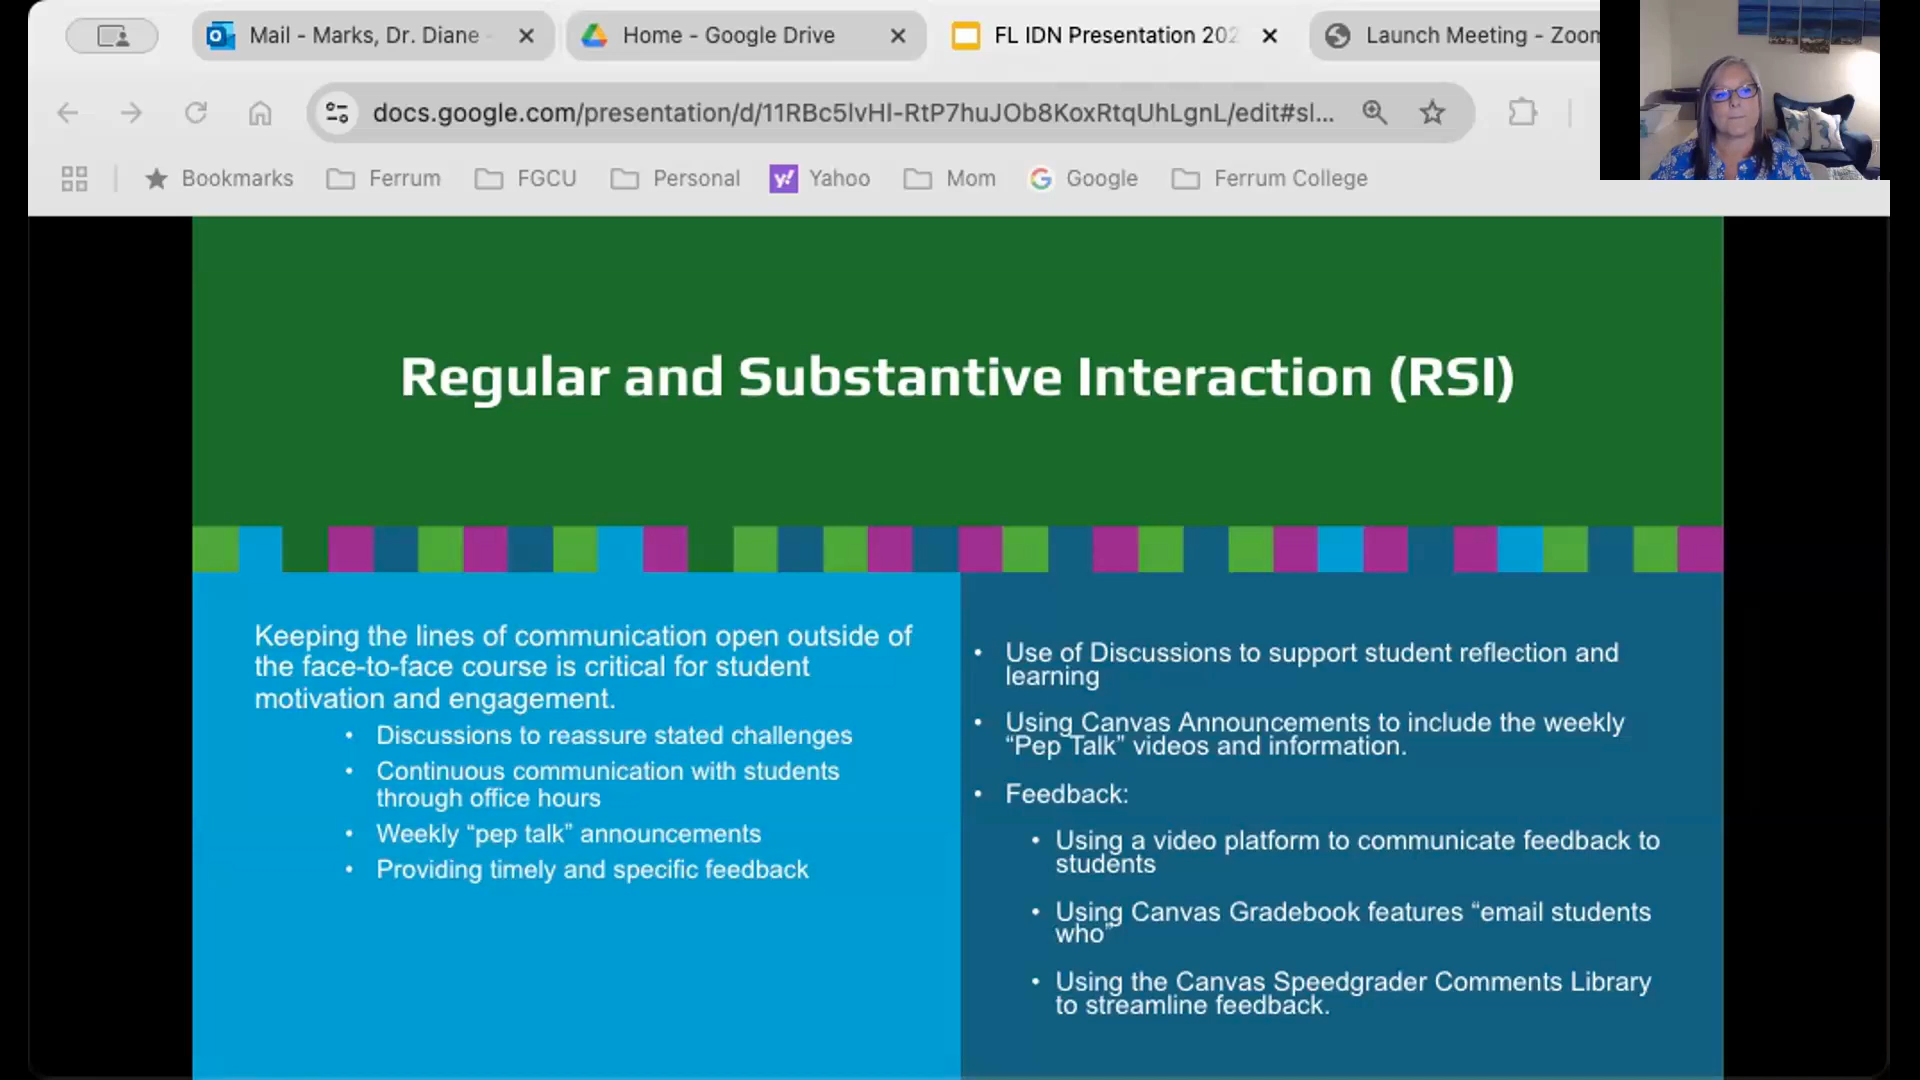 Mail - Marks, Dr. Diane -
Home - Google Drive
FL IDN Presentation 202
Launch Meeting - Zoom
docs.google.com/presentation/d/11RBc5lvHl-RtP7huJOb8KoxRtqUhLgnL/edit#sl...
Bookmarks
Ferrum
FGCU
Personal
Yahoo
Mom
Google
Ferrum College
Regular and Substantive Interaction (RSI)
Keeping the lines of communication open outside of
the face-to-face course is critical for student
motivation and engagement.
• Discussions to reassure stated challenges
• Continuous communication with students
through office hours
• Weekly “pep talk” announcements
• Providing timely and specific feedback
• Use of Discussions to support student reflection and
learning
• Using Canvas Announcements to include the weekly
“Pep Talk” videos and information.
• Feedback:
• Using a video platform to communicate feedback to
students
• Using Canvas Gradebook features “email students
who”
• Using the Canvas Speedgrader Comments Library
to streamline feedback.